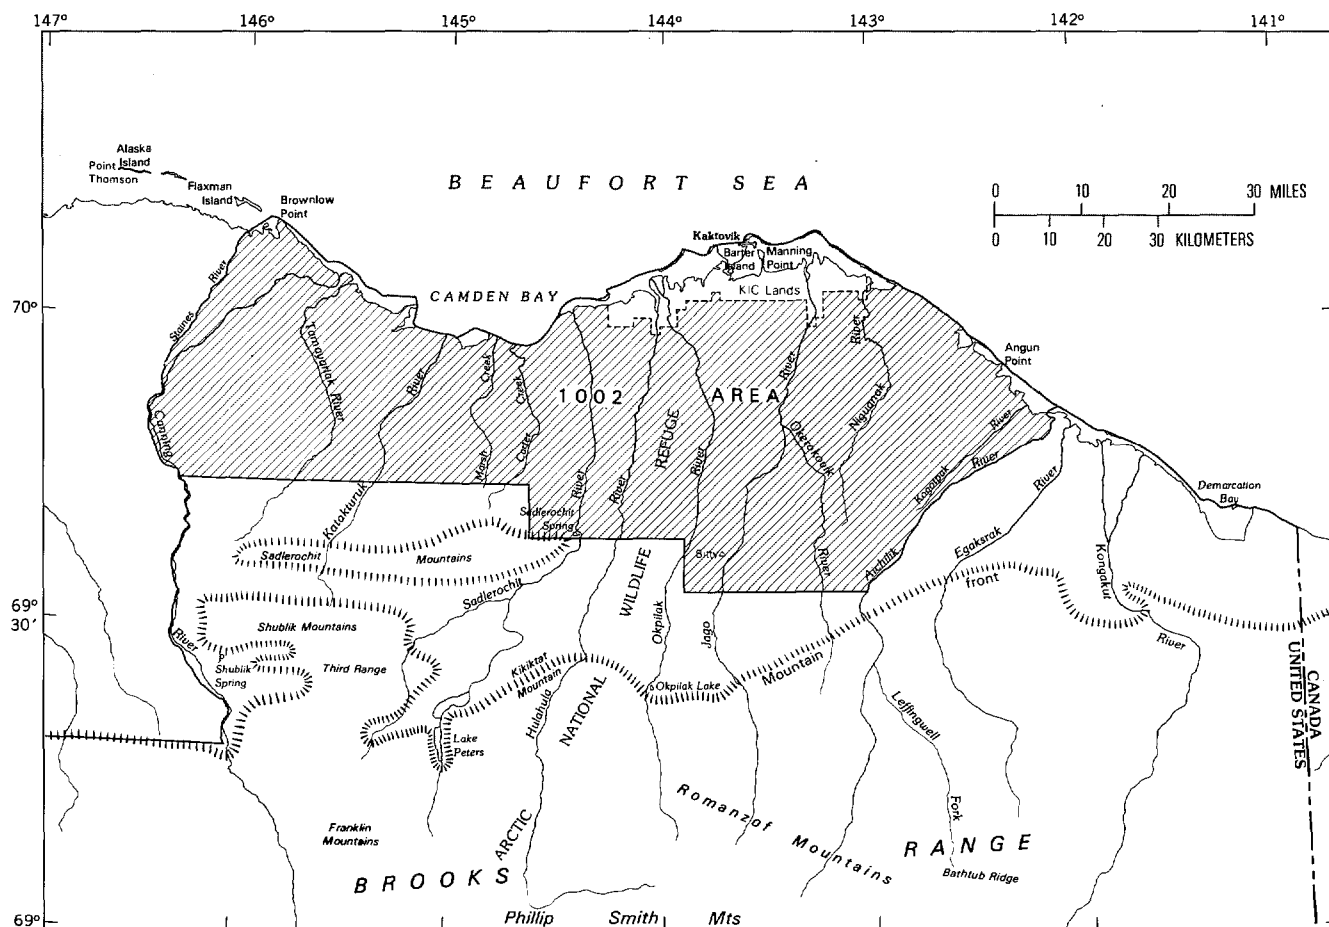 147°
146°
145°
144°
143°
142°
141°
Alaska
Island
Point
Thomson
Flaxman
Island
Brownlow
Point
BEAUFORT SEA
0 10 20 30 MILES
0 10 20 30 KILOMETERS
Kaktovik
Barter
Island
Manning
Point
KIC Lands
CAMDEN BAY
70°
Staines
River
Tamayariak River
River
Creek
Creek
1002 AREA
River
River
Niguanak
Angun
Point
Canning
Marsh
Carter
REFUGE
River
River
River
Okerokovik
River
River
Kogotpak
River
Demarcation
Bay
Katakturuk
Sadlerochit
Spring
Sadlerochit
Mountains
Bitty
River
Aichilik
Egaksrak
Kongakut
front
Sadlerochit
WILDLIFE
Okpilak
Jago
69°
30′
River
Shublik Mountains
Shublik
Spring
Third Range
Kikiktat
Mountain
Okpilak Lake
Mountain
River
Hulahula
NATIONAL
Leffingwell
Fork
CANADA
UNITED STATES
Lake
Peters
Franklin
Mountains
ARCTIC
Romanzof Mountains
BROOKS
RANGE
Bathtub Ridge
69°
Phillip Smith Mts